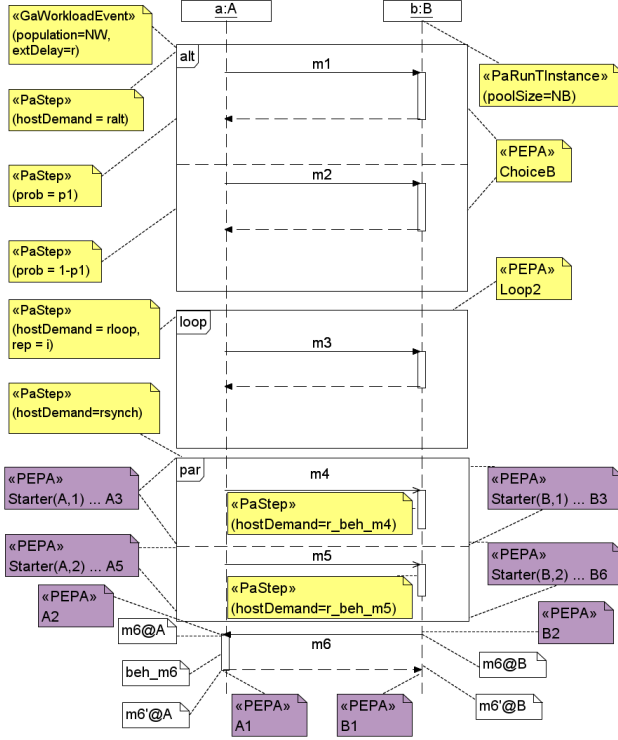 a:A
b:B
«GaWorkloadEvent»
(population=NW,
extDelay=r)
alt
m1
«PaRunTInstance»
(poolSize=NB)
«PaStep»
(hostDemand = ralt)
«PEPA»
ChoiceB
«PaStep»
(prob = p1)
m2
«PaStep»
(prob = 1-p1)
«PEPA»
Loop2
«PaStep»
(hostDemand = rloop,
rep = i)
loop
m3
«PaStep»
(hostDemand=rsynch)
par
m4
«PEPA»
Starter(A,1) ... A3
«PEPA»
Starter(B,1) ... B3
«PaStep»
(hostDemand=r_beh_m4)
«PEPA»
Starter(A,2) ... A5
m5
«PEPA»
Starter(B,2) ... B6
«PaStep»
(hostDemand=r_beh_m5)
«PEPA»
A2
«PEPA»
B2
m6@A
m6
m6@B
beh_m6
m6'@A
«PEPA»
A1
«PEPA»
B1
m6'@B